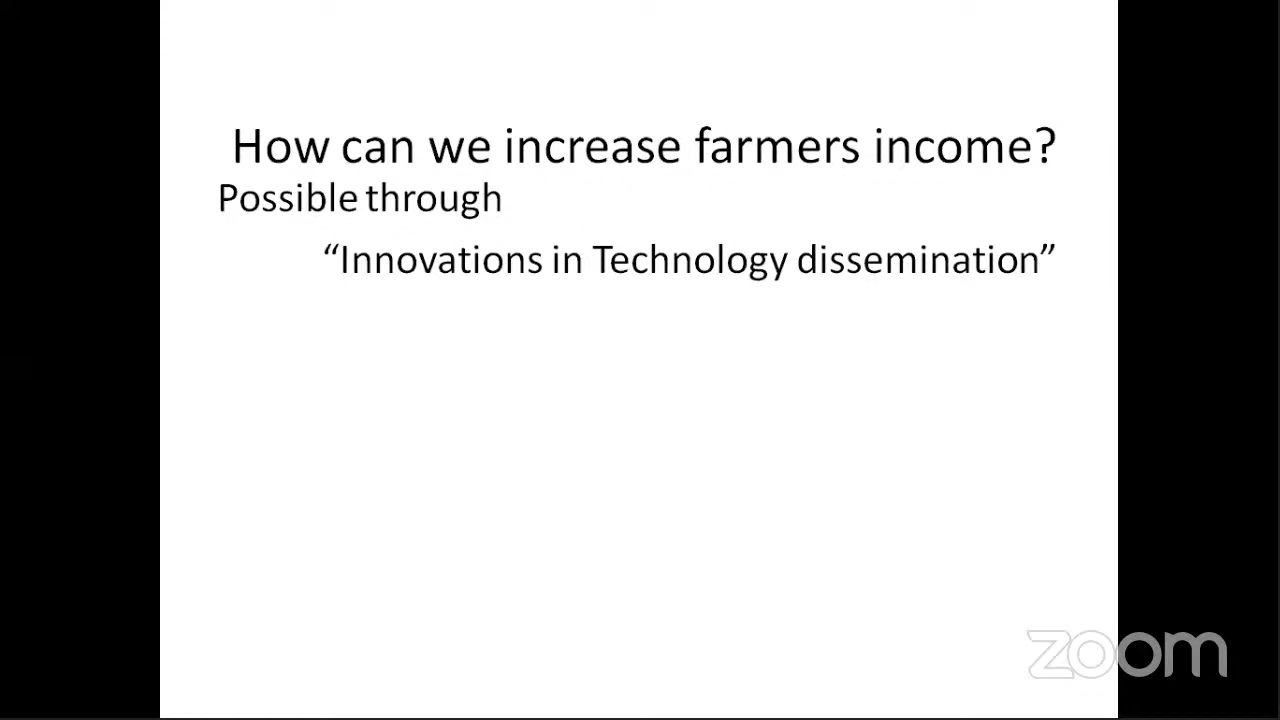 How can we increase farmers income?
Possible through
“Innovations in Technology dissemination”
zoom